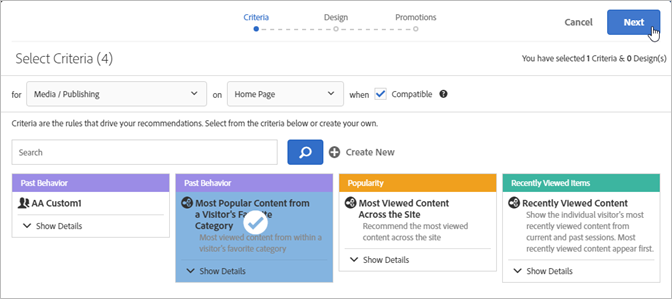 Criteria Design Promotions
Cancel Next
Select Criteria (4)
You have selected 1 Criteria & 0 Design(s)
for Media / Publishing on Home Page when Compatible ?
Criteria are the rules that drive your recommendations. Select from the criteria below or create your own.
Search Create New
Past Behavior
AA Custom1
Show Details
Past Behavior
Most Popular Content from
a Visitor's Favorite
Category
Most viewed content from within a
visitor's favorite category
Show Details
Popularity
Most Viewed Content
Across the Site
Recommend the most viewed
content across the site
Show Details
Recently Viewed Items
Recently Viewed Content
Show the individual visitor's most
recently viewed content from
current and past sessions. Most
recently viewed content appear first.
Show Details